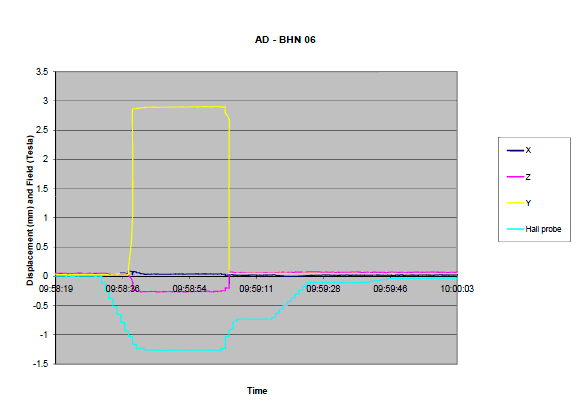 AD - BHN 06
Displacement (mm) and Field (Tesla)
3.5
3
2.5
2
1.5
1
0.5
0
-0.5
-1
-1.5
09:58:19 09:58:36 09:58:54 09:59:11 09:59:28 09:59:46 10:00:03
Time
X
Z
Y
Hall probe